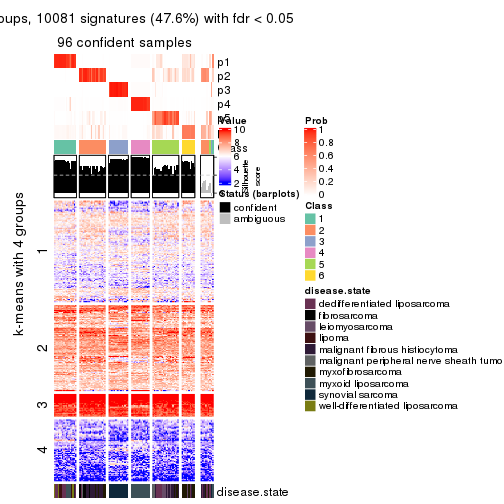 oups, 10081 signatures (47.6%) with fdr < 0.05
96 confident samples
p1
p2
p3
p4
p5
Value
10
8
6
4
2
Silhouette
score
Status (barplots)
confident
ambiguous
Prob
1
0.8
0.6
0.4
0.2
0
Class
1
2
3
4
5
6
disease.state
dedifferentiated liposarcoma
fibrosarcoma
leiomyosarcoma
lipoma
malignant fibrous histiocytoma
malignant peripheral nerve sheath tumo
myxofibrosarcoma
myxoid liposarcoma
synovial sarcoma
well-differentiated liposarcoma
k-means with 4 groups
1
2
3
4
disease.state